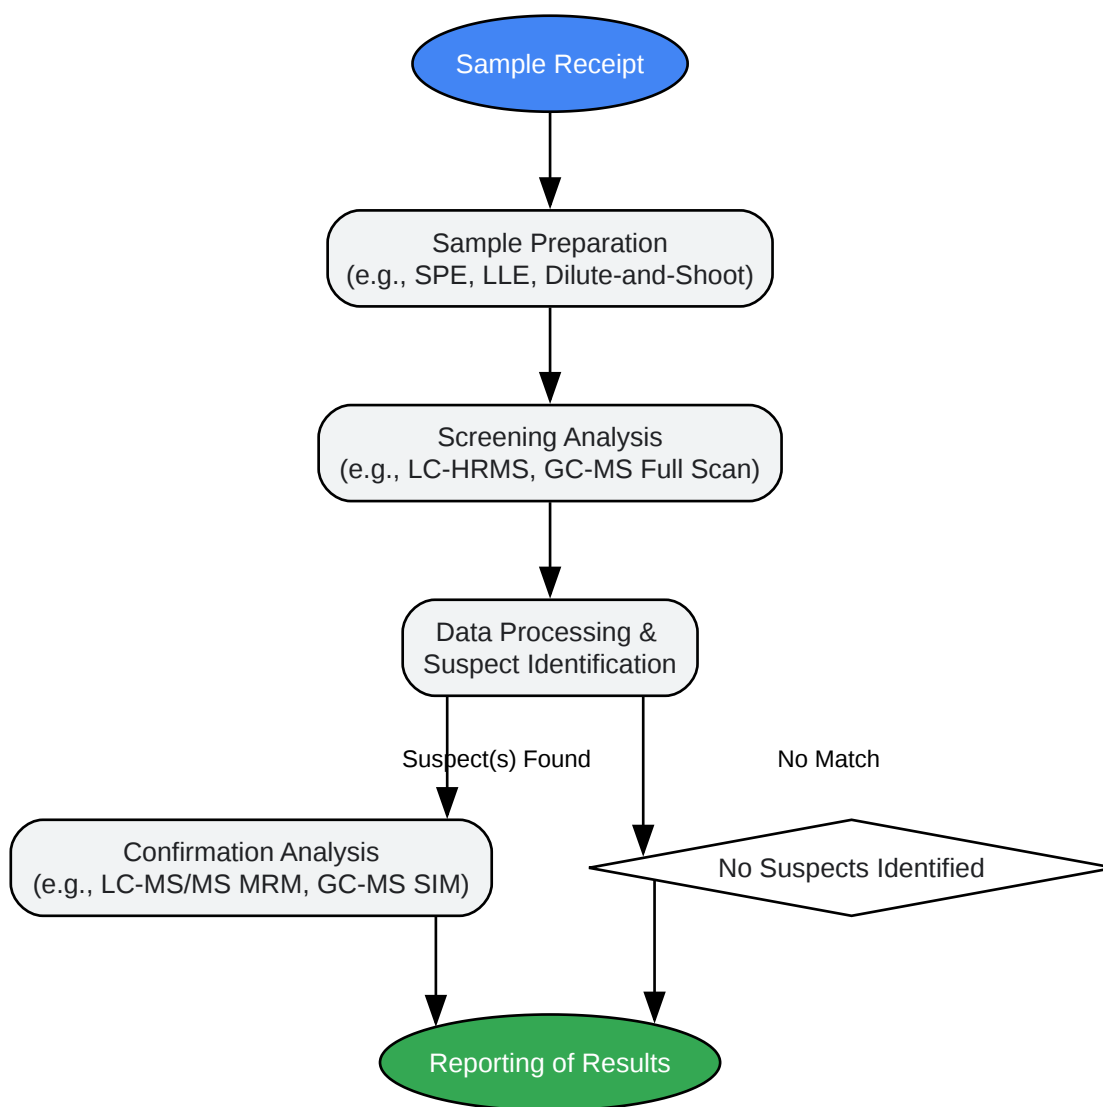 Sample Receipt
Sample Preparation
(e.g., SPE, LLE, Dilute-and-Shoot)
Screening Analysis
(e.g., LC-HRMS, GC-MS Full Scan)
Data Processing &
Suspect Identification
Suspect(s) Found
No Match
Confirmation Analysis
(e.g., LC-MS/MS MRM, GC-MS SIM)
No Suspects Identified
Reporting of Results